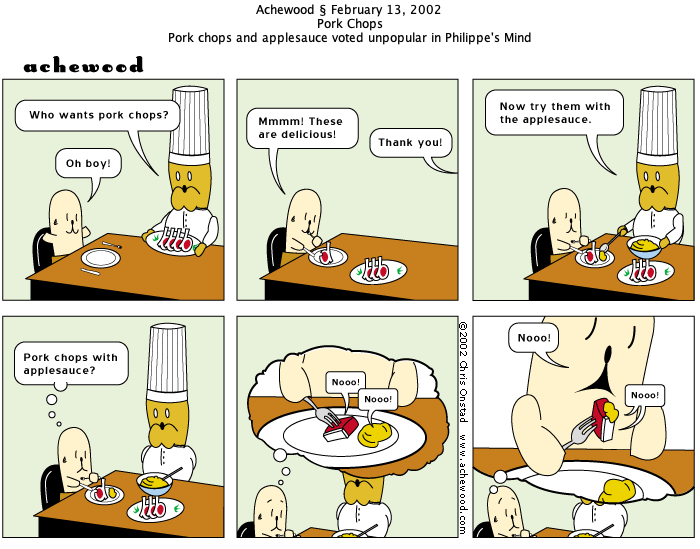 Achewood § February 13, 2002
Pork Chops
Pork chops and applesauce voted unpopular in Philippe's Mind
achewood
Who wants pork chops?
Oh boy!
Mmmm! These
are delicious!
Thank you!
Now try them with
the applesauce.
Pork chops with
applesauce?
Nooo!
Nooo!
©2002 Chris Onstad www.achewood.com
Nooo!
Nooo!